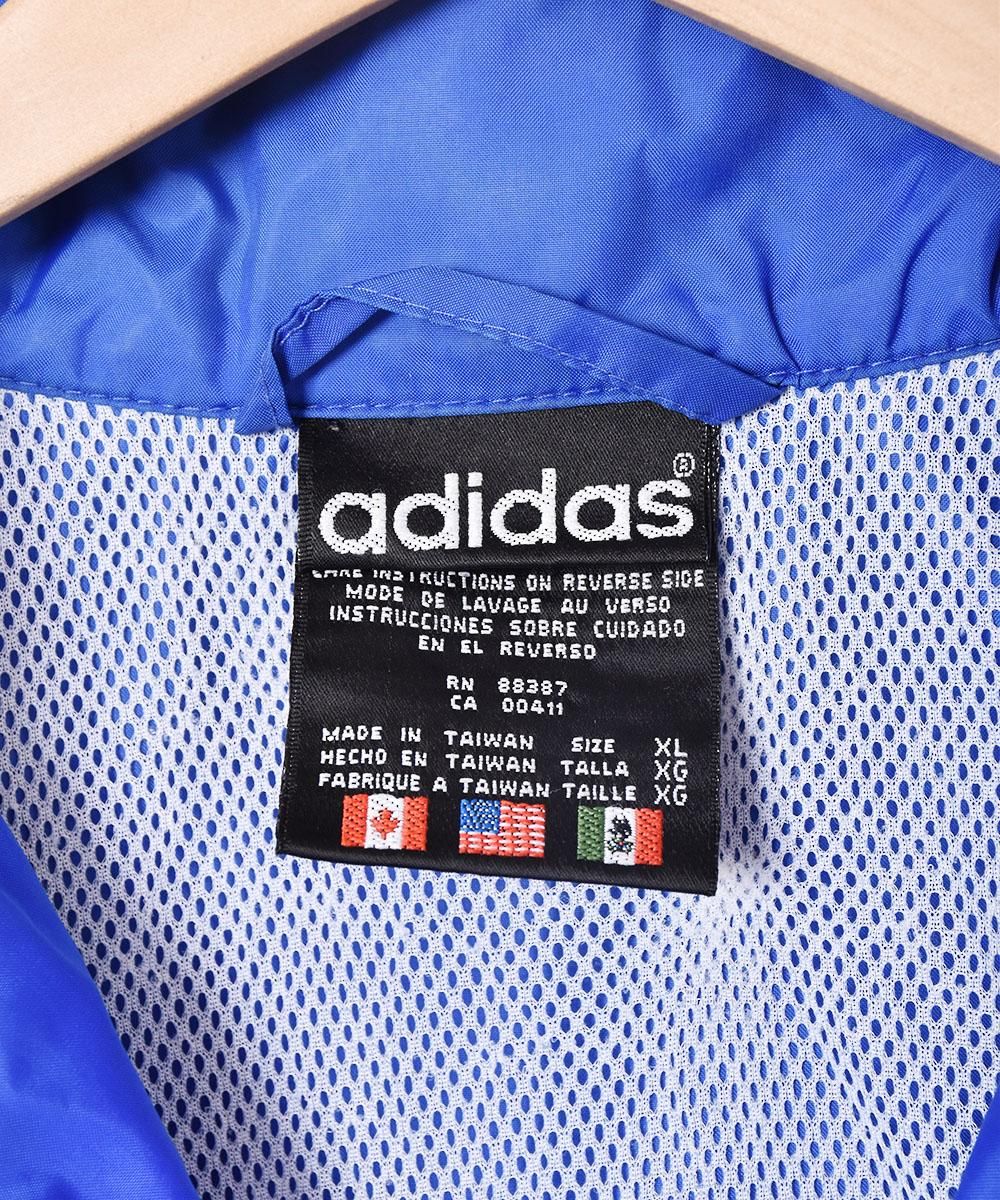 adidas®
CARE INSTRUCTIONS ON REVERSE SIDE
MODE DE LAVAGE AU VERSO
INSTRUCCIONES SOBRE CUIDADO
EN EL REVERSO
RN 88387
CA 00411
MADE IN TAIWAN SIZE XL
HECHO EN TAIWAN TALLA XG
FABRIQUE A TAIWAN TAILLE XG